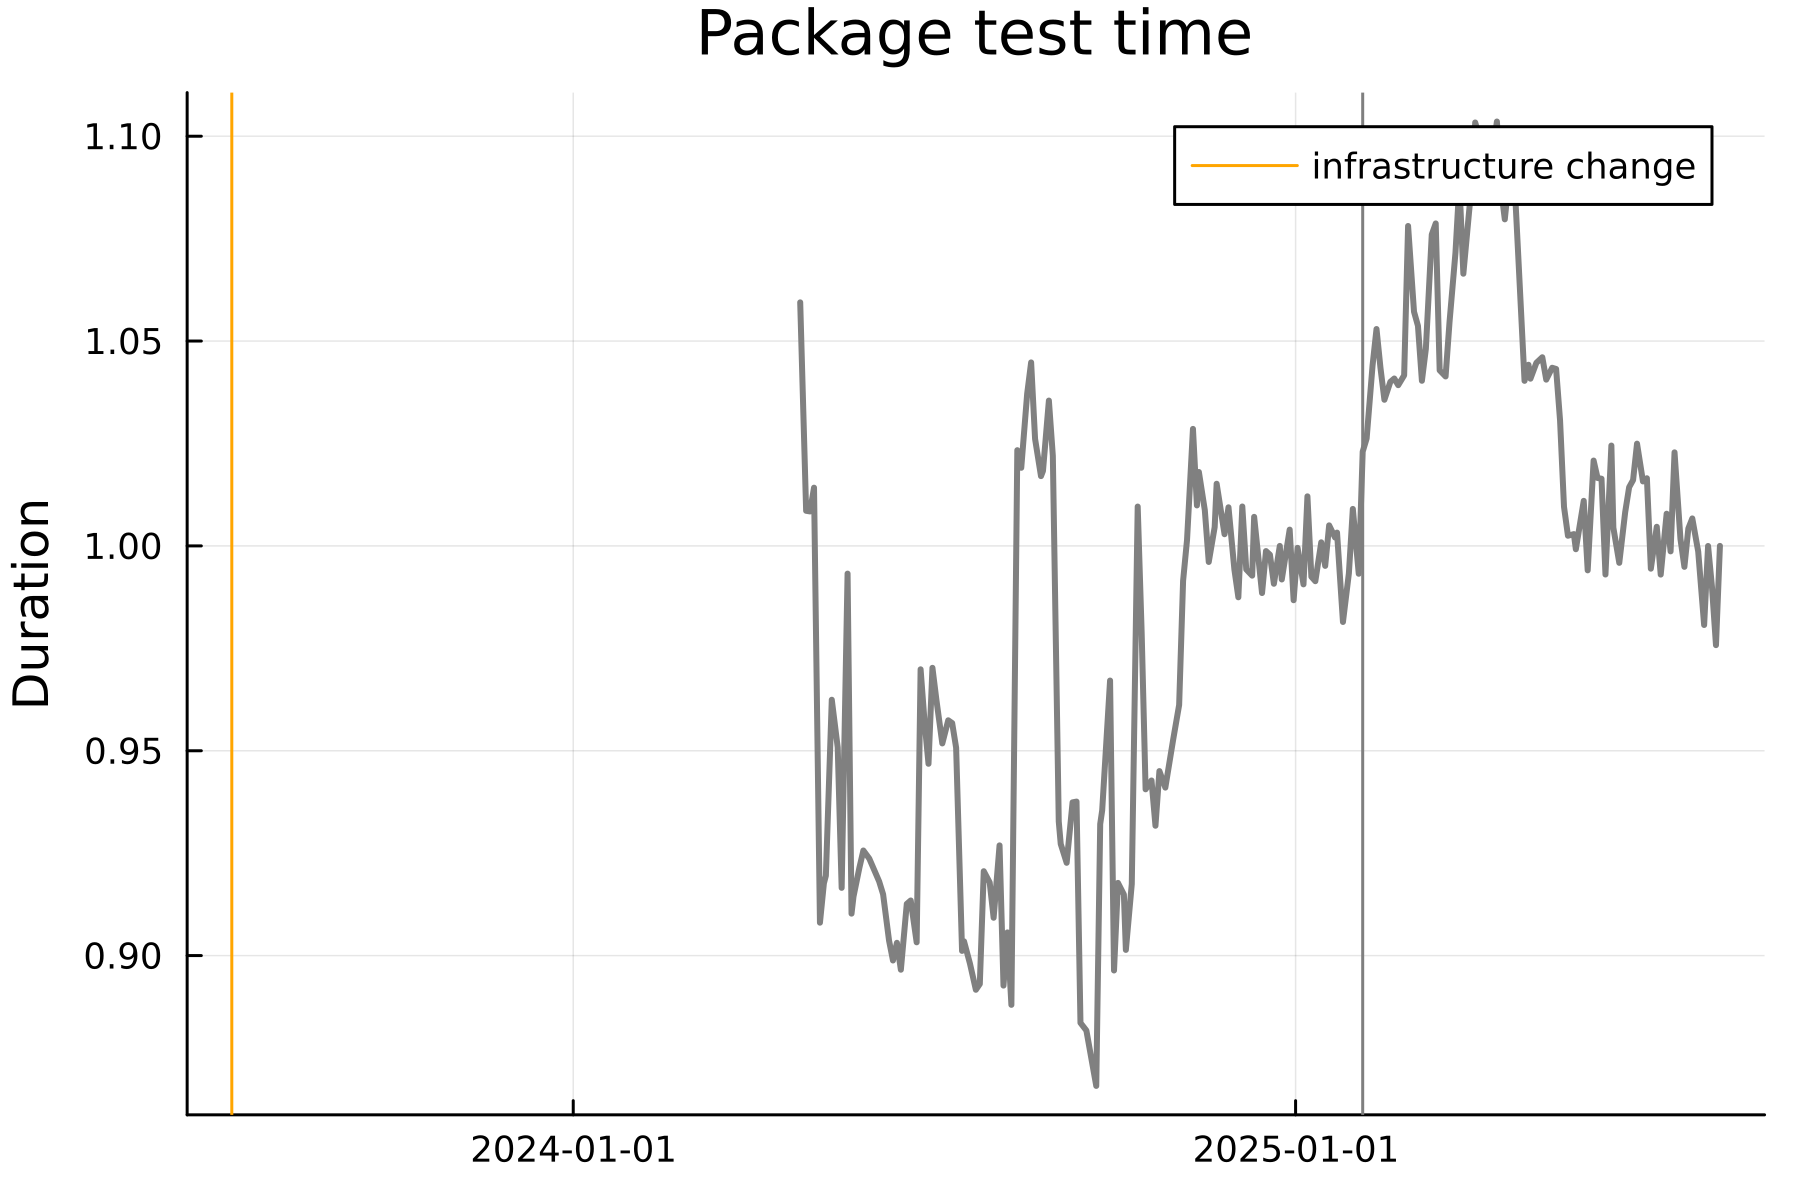 Package test time
1.10
infrastructure change
1.05
1.00
0.95
0.90
Duration
2024-01-01
2025-01-01